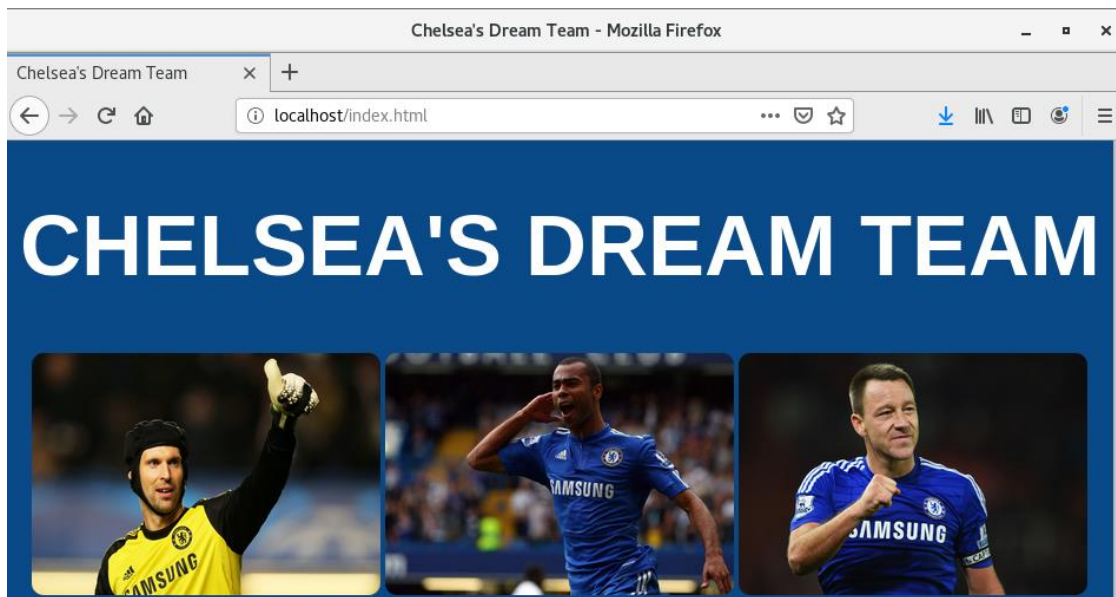 Chelsea's Dream Team - Mozilla Firefox
Chelsea's Dream Team
localhost/index.html
CHELSEA'S DREAM TEAM
SAMSUNG
SAMSUNG
SAMSUNG